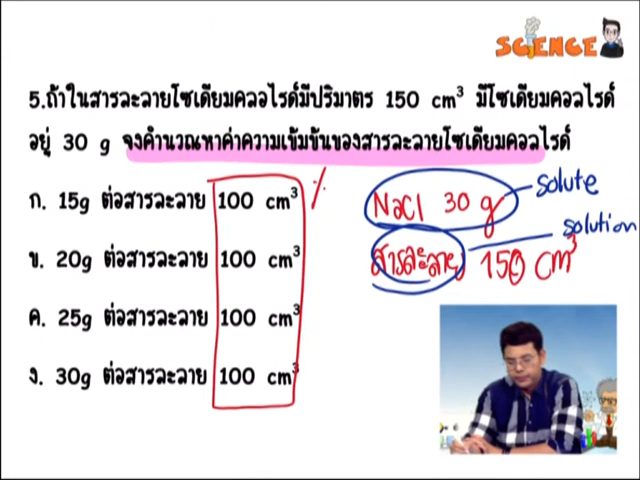 SCIENCE
5.ถ้าในสารละลายโซเดียมคลอไรด์มีปริมาตร 150 cm³ มีโซเดียมคอลไรด์
อยู่ 30 g จงคำนวณหาค่าความเข้มข้นของสารละลายโซเดียมคอลไรด์
ก. 15g ต่อสารละลาย 100 cm³ %
ข. 20g ต่อสารละลาย 100 cm³
ค. 25g ต่อสารละลาย 100 cm³
ง. 30g ต่อสารละลาย 100 cm³
NaCl 30 g solute
สารละลาย 150 cm³ solution